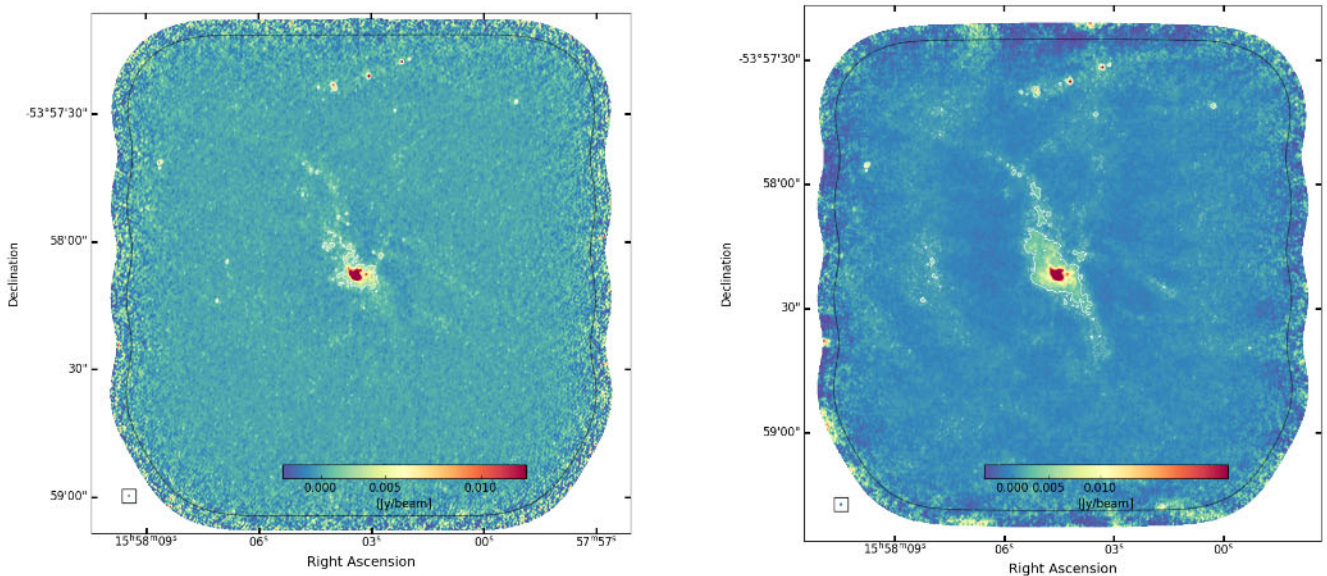 -53°57'30"
58'00"
30"
59'00"
Declination
0.000 0.005 0.010
[Jy/beam]
15ʰ58ᵐ09ˢ 06ˢ 03ˢ 00ˢ 57ᵐ57ˢ
Right Ascension
-53°57'30"
58'00"
30"
59'00"
Declination
0.000 0.005 0.010
[Jy/beam]
15ʰ58ᵐ09ˢ 06ˢ 03ˢ 00ˢ
Right Ascension